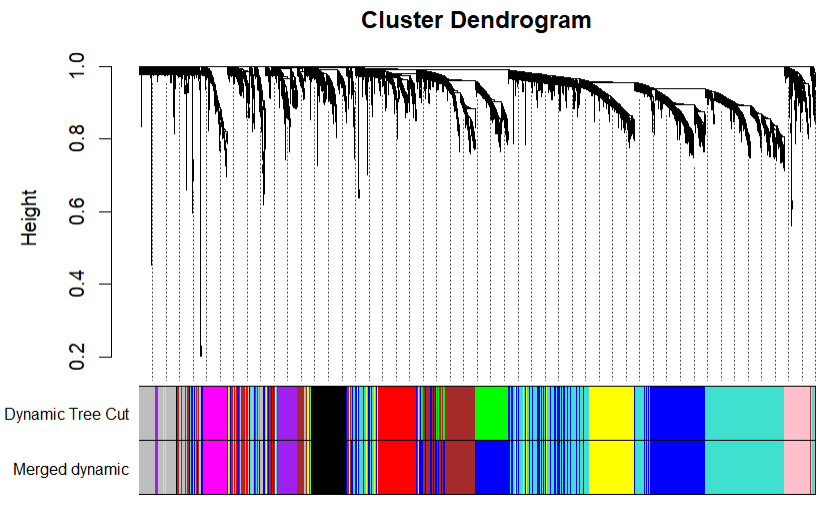 Cluster Dendrogram
Height
1.0
0.8
0.6
0.4
0.2
Dynamic Tree Cut
Merged dynamic